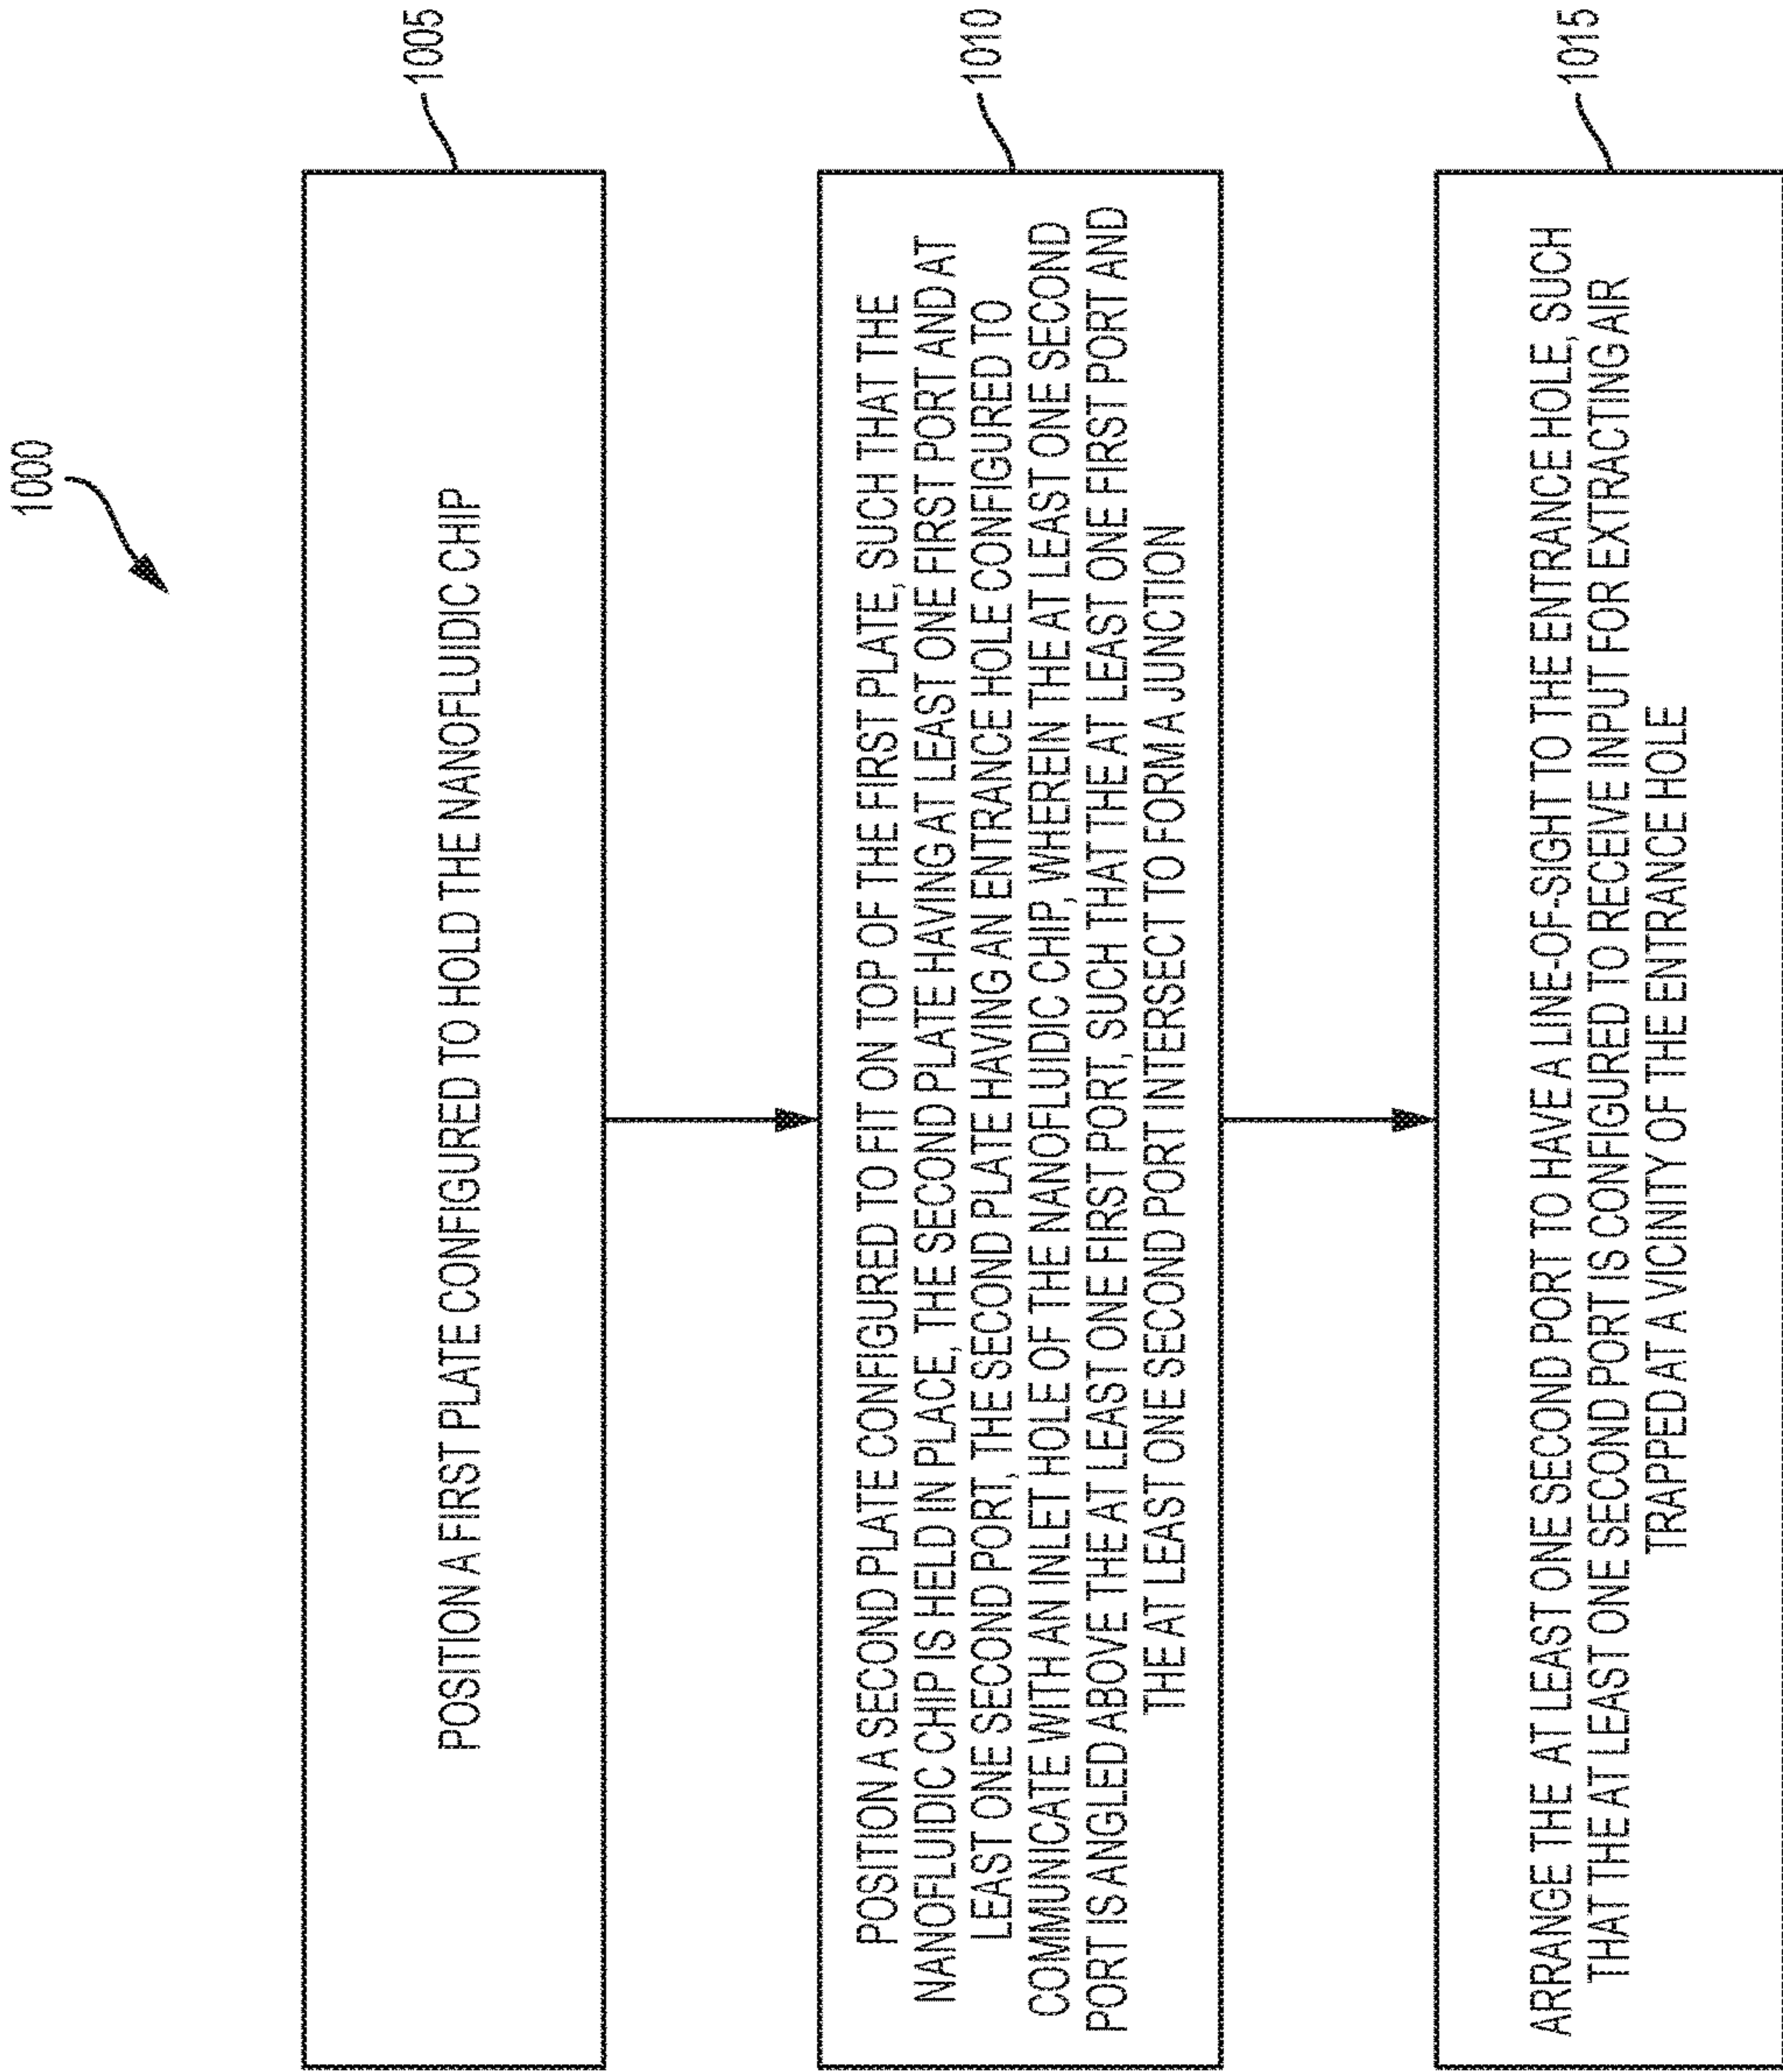 1000
1005
POSITION A FIRST PLATE CONFIGURED TO HOLD THE NANOFLUIDIC CHIP
1010
POSITION A SECOND PLATE CONFIGURED TO FIT ON TOP OF THE FIRST PLATE, SUCH THAT THE
NANOFLUIDIC CHIP IS HELD IN PLACE, THE SECOND PLATE HAVING AT LEAST ONE FIRST PORT AND AT
LEAST ONE SECOND PORT, THE SECOND PLATE HAVING AN ENTRANCE HOLE CONFIGURED TO
COMMUNICATE WITH AN INLET HOLE OF THE NANOFLUIDIC CHIP, WHEREIN THE AT LEAST ONE SECOND
PORT IS ANGLED ABOVE THE AT LEAST ONE FIRST PORT, SUCH THAT THE AT LEAST ONE FIRST PORT AND
THE AT LEAST ONE SECOND PORT INTERSECT TO FORM A JUNCTION
1015
ARRANGE THE AT LEAST ONE SECOND PORT TO HAVE A LINE-OF-SIGHT TO THE ENTRANCE HOLE, SUCH
THAT THE AT LEAST ONE SECOND PORT IS CONFIGURED TO RECEIVE INPUT FOR EXTRACTING AIR
TRAPPED AT A VICINITY OF THE ENTRANCE HOLE